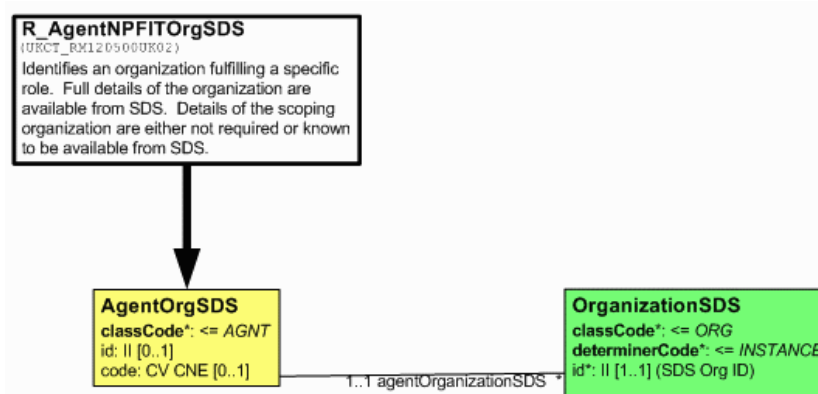 R_AgentNPFITOrgSDS
(UKCT_RM120500UK02)
Identifies an organization fulfilling a specific
role. Full details of the organization are
available from SDS. Details of the scoping
organization are either not required or known
to be available from SDS.
AgentOrgSDS
classCode*: <= AGNT
id: II [0..1]
code: CV CNE [0..1]
OrganizationSDS
classCode*: <= ORG
determinerCode*: <= INSTANCE
id*: II [1..1] (SDS Org ID)
1..1 agentOrganizationSDS *